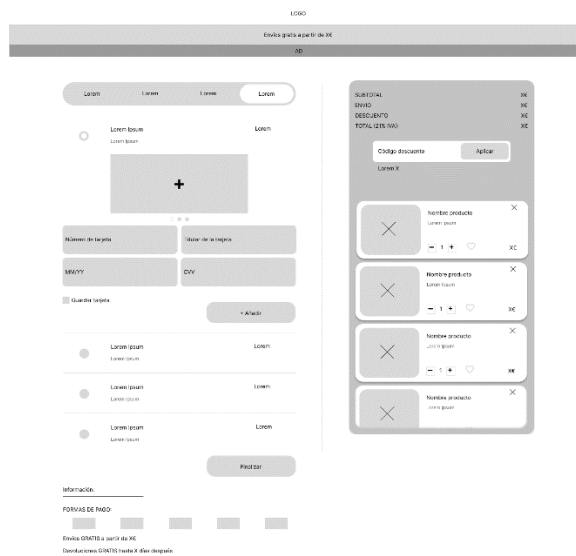 LOGO
Envíos gratis a partir de X€
AD
Lorem Lorem Lorem Lorem
Lorem Ipsum Lorem
Lorem Ipsum
+
Número de tarjeta Titular de la tarjeta
MM/YY CVV
Guardar tarjeta
+ Añadir
Lorem Ipsum Lorem
Lorem Ipsum
Lorem Ipsum Lorem
Lorem Ipsum
Lorem Ipsum Lorem
Lorem Ipsum
Finalizar
Información:
FORMAS DE PAGO:
Envíos GRATIS a partir de X€
Devoluciones GRATIS hasta X días después
SUBTOTAL X€
ENVIO X€
DESCUENTO X€
TOTAL (21% IVA) X€
Código descuento Aplicar
Lorem X
Nombre producto
Lorem Ipsum
− 1 + X€
Nombre producto
Lorem Ipsum
− 1 + X€
Nombre producto
Lorem Ipsum
− 1 + X€
Nombre producto
Lorem Ipsum